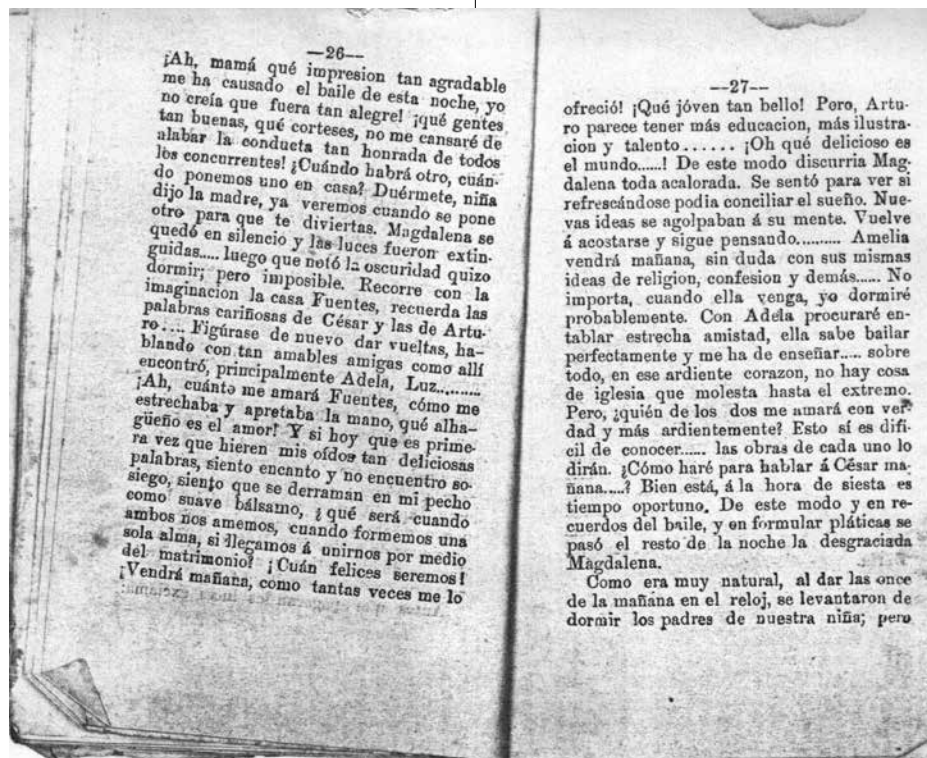 —26—
¡Ah, mamá qué impresion tan agradable
me ha causado el baile de esta noche, yo
no creía que fuera tan alegre! ¡qué gentes
tan buenas, qué corteses, no me cansaré de
alabar la conducta tan honrada de todos
los concurrentes! ¿Cuándo habrá otro, cuán-
do ponemos uno en casa? Duérmete, niña
dijo la madre, ya veremos cuando se pone
otro para que te diviertas. Magdalena se
quedó en silencio y las luces fueron extin-
guidas..... luego que notó la oscuridad quizo
dormir; pero imposible. Recorre con la
imaginacion la casa Fuentes, recuerda las
palabras cariñosas de César y las de Artu-
ro.... Figúrase de nuevo dar vueltas, ha-
blando con tan amables amigas como allí
encontró, principalmente Adela, Luz.........
¡Ah, cuánto me amará Fuentes, cómo me
estrechaba y apretaba la mano, qué alha-
güeño es el amor! Y si hoy que es prime-
ra vez que hieren mis oídos tan deliciosas
palabras, siento encanto y no encuentro so-
siego, siento que se derraman en mi pecho
como suave bálsamo, ¿qué será cuando
ambos nos amemos, cuando formemos una
sola alma, si llegamos á unirnos por medio
del matrimonio? ¡Cuán felices seremos!
¡Vendrá mañana, como tantas veces me lo
—27—
ofreció! ¡Qué jóven tan bello! Pero, Artu-
ro parece tener más educacion, más ilustra-
cion y talento...... ¡Oh qué delicioso es
el mundo......! De este modo discurria Mag-
dalena toda acalorada. Se sentó para ver si
refrescándose podia conciliar el sueño. Nue-
vas ideas se agolpaban á su mente. Vuelve
á acostarse y sigue pensando.......... Amelia
vendrá mañana, sin duda con sus mismas
ideas de religion, confesion y demás...... No
importa, cuando ella venga, yo dormiré
probablemente. Con Adela procuraré en-
tablar estrecha amistad, ella sabe bailar
perfectamente y me ha de enseñar..... sobre
todo, en ese ardiente corazon, no hay cosa
de iglesia que molesta hasta el extremo.
Pero, ¿quién de los dos me amará con ver-
dad y más ardientemente? Esto sí es difi-
cil de conocer...... las obras de cada uno lo
dirán. ¿Cómo haré para hablar á César ma-
ñana.....? Bien está, á la hora de siesta es
tiempo oportuno. De este modo y en re-
cuerdos del baile, y en formular pláticas se
pasó el resto de la noche la desgraciada
Magdalena.
Como era muy natural, al dar las once
de la mañana en el reloj, se levantaron de
dormir los padres de nuestra niña; pero